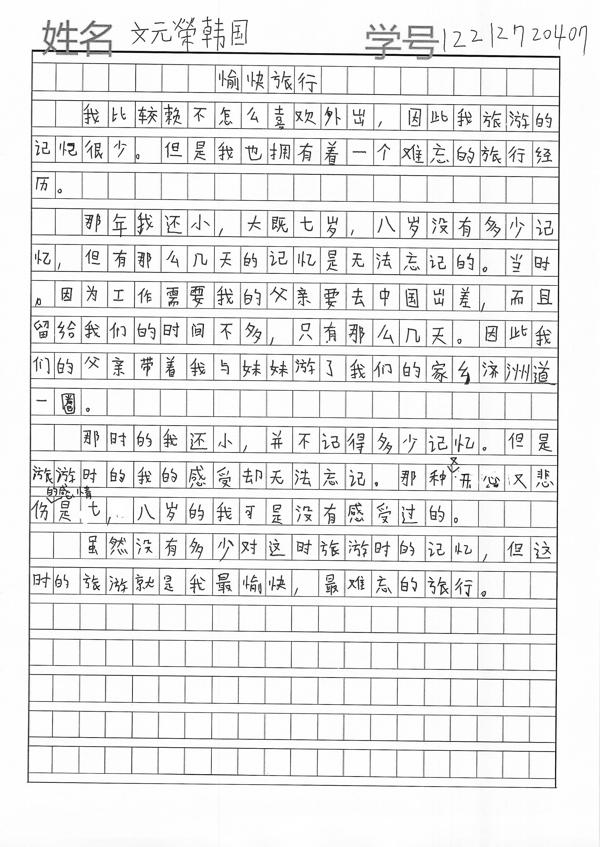 姓名 文元榮韩国 学号12212720407
愉快旅行
我比较赖不怎么喜欢外出，因此我旅游的
记忆很少。但是我也拥有着一个难忘的旅行经
历。
那年我还小，大既七岁，八岁没有多少记
忆，但有那么几天的记忆是无法忘记的。当时
。因为工作需要我的父亲要去中国出差，而且
留给我们的时间不多，只有那么几天。因此我
们的父亲带着我与妹妹游了我们的家乡济洲道
一圈。
那时的我还小，并不记得多少记忆。但是
旅游时的我的感受却无法忘记。那种又开心又悲
伤的感情是七，八岁的我可是没有感受过的。
虽然没有多少对这时旅游时的记忆，但这
时的旅游就是我最愉快，最难忘的旅行。